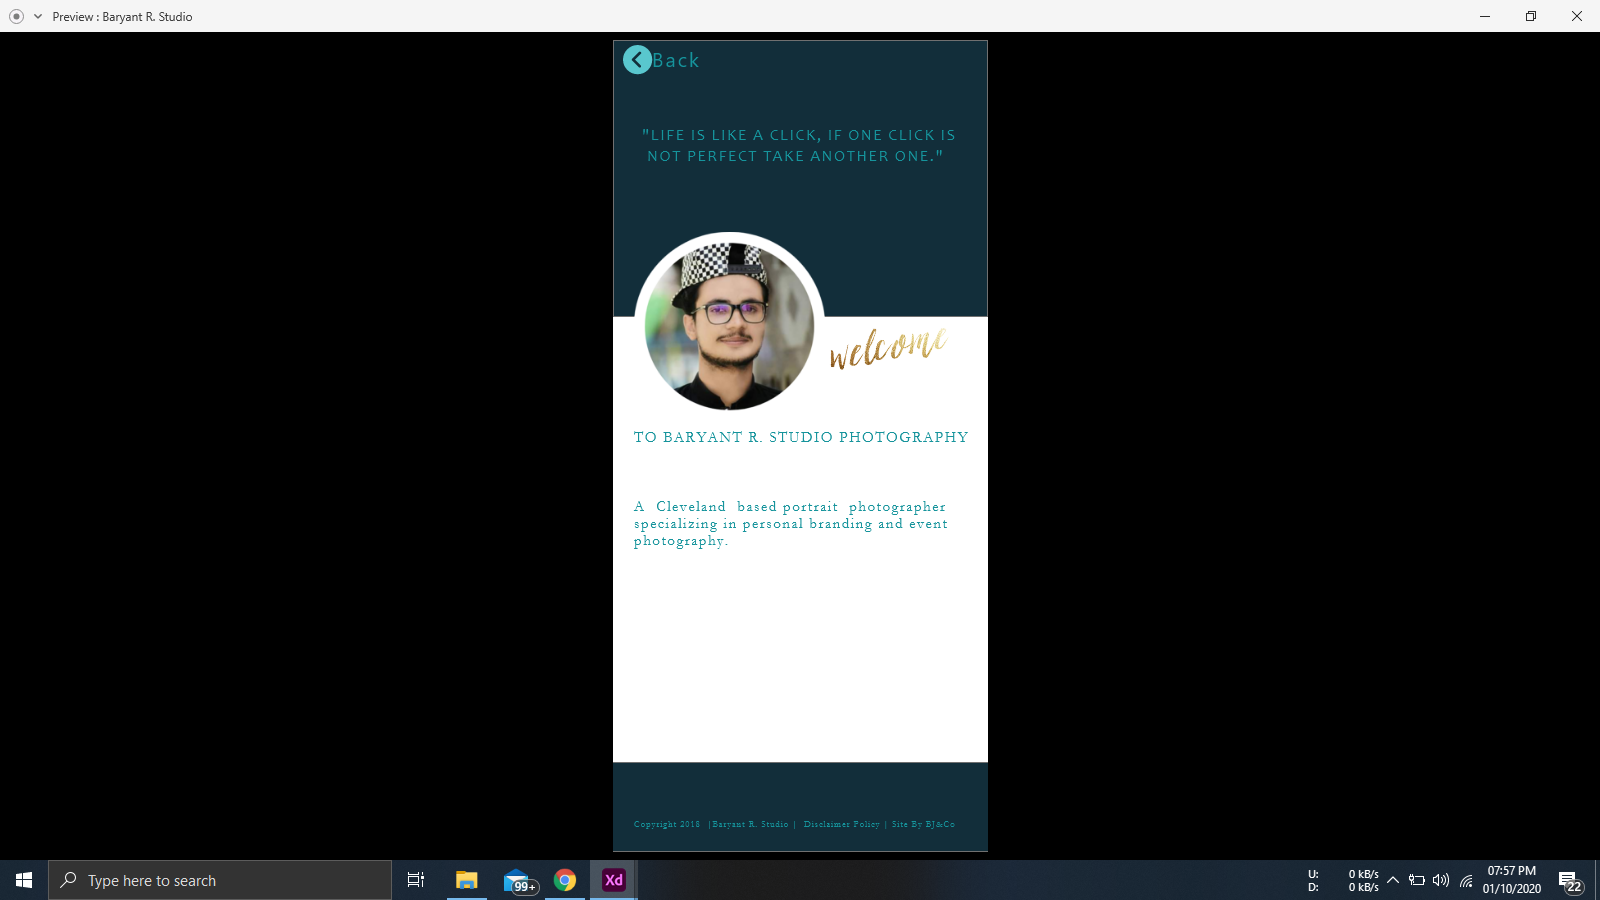 Preview : Baryant R. Studio
Back
"LIFE IS LIKE A CLICK, IF ONE CLICK IS
NOT PERFECT TAKE ANOTHER ONE."
welcome
TO BARYANT R. STUDIO PHOTOGRAPHY
A Cleveland based portrait photographer
specializing in personal branding and event
photography.
Copyright 2018 |Baryant R. Studio | Disclaimer Policy | Site By BJ&Co
Type here to search
99+
Xd
U: 0 kB/s
D: 0 kB/s
07:57 PM
01/10/2020
22